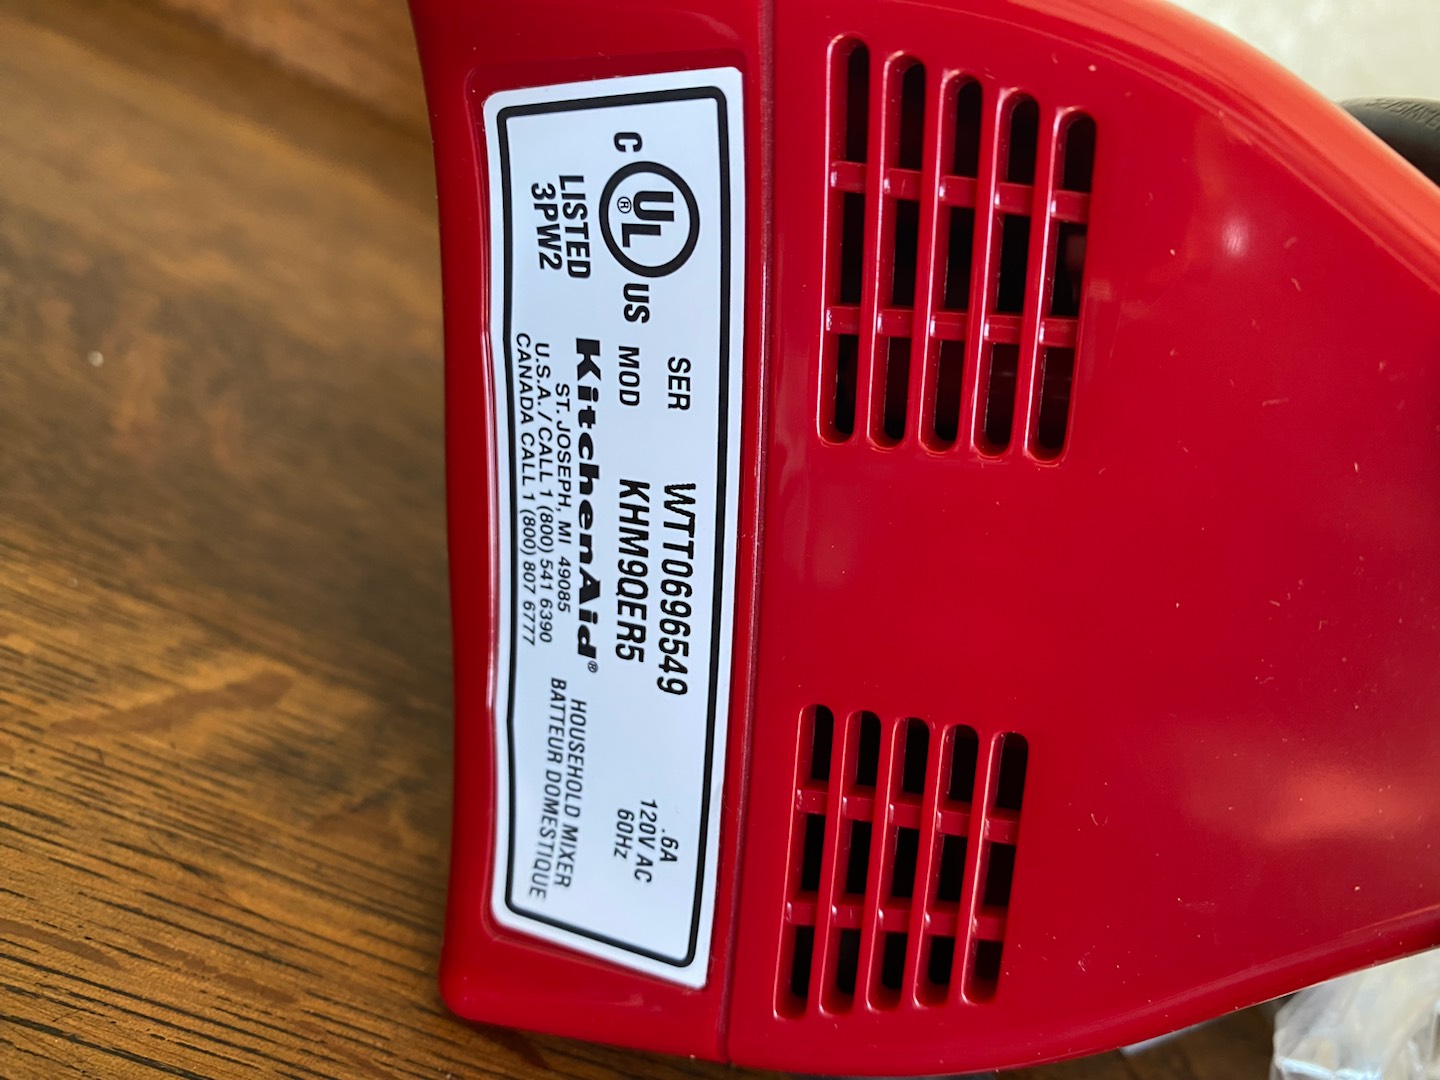 SER WTT0696549
MOD KHM9QER5
.6A
120V AC
60Hz
C UL® US
LISTED
3PW2
KitchenAid®
ST. JOSEPH, MI 49085
U.S.A. / CALL 1 (800) 541 6390
CANADA CALL 1 (800) 807 6777
HOUSEHOLD MIXER
BATTEUR DOMESTIQUE